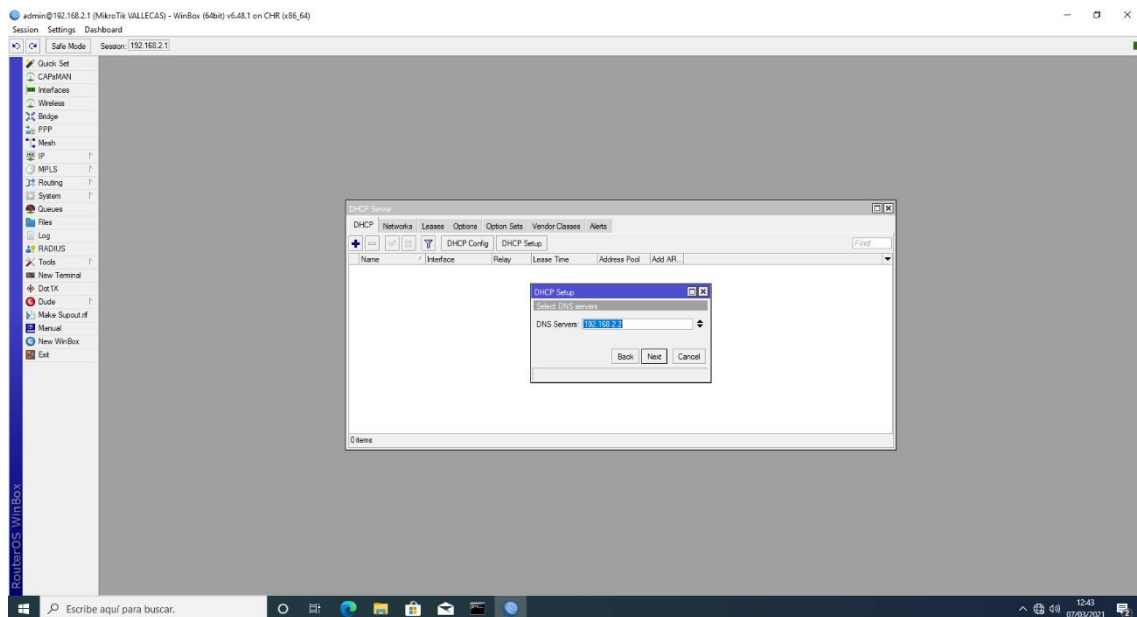 admin@192.168.2.1 (MikroTik VALLECAS) - WinBox (64bit) v6.48.1 on CHR (x86_64)
Session Settings Dashboard
Safe Mode Session: 192.168.2.1
Quick Set
CAPsMAN
Interfaces
Wireless
Bridge
PPP
Mesh
IP
MPLS
Routing
System
Queues
Files
Log
RADIUS
Tools
New Terminal
Dot1X
Dude
Make Supout.rif
Manual
New WinBox
Exit
RouterOS WinBox
DHCP Server
DHCP Networks Leases Options Option Sets Vendor Classes Alerts
DHCP Config DHCP Setup Find
Name Interface Relay Lease Time Address Pool Add AR...
DHCP Setup
Select DNS servers
DNS Servers: 192.168.2.2
Back Next Cancel
0 items
Escribe aquí para buscar.
12:43
07/03/2021
2